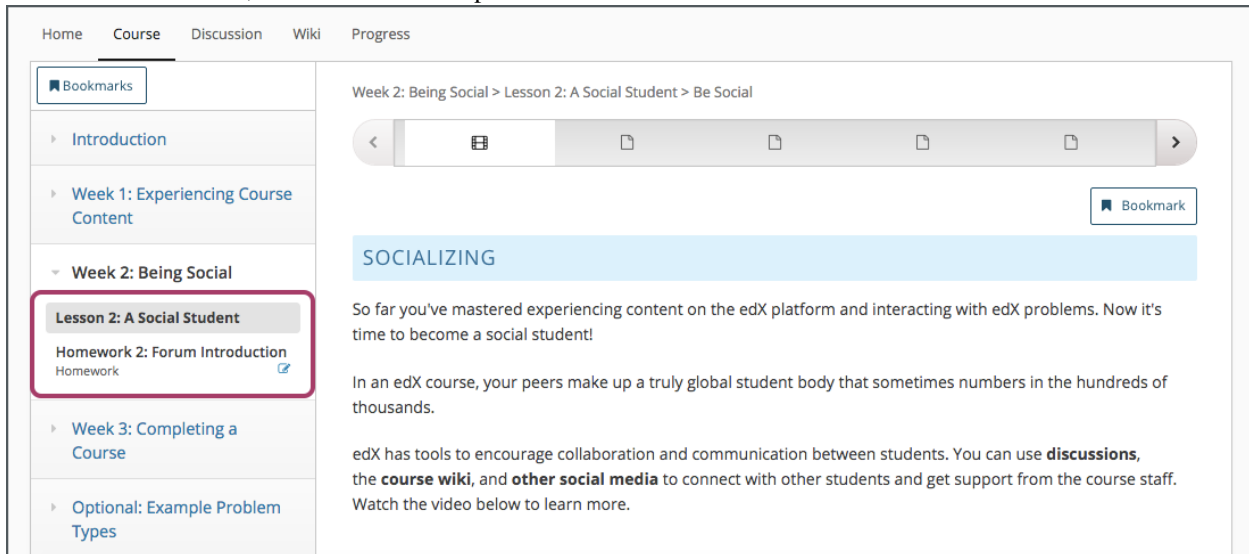 Home Course Discussion Wiki Progress
Bookmarks
Introduction
Week 1: Experiencing Course
Content
Week 2: Being Social
Lesson 2: A Social Student
Homework 2: Forum Introduction
Homework
Week 3: Completing a
Course
Optional: Example Problem
Types
Week 2: Being Social > Lesson 2: A Social Student > Be Social
Bookmark
SOCIALIZING
So far you've mastered experiencing content on the edX platform and interacting with edX problems. Now it's
time to become a social student!
In an edX course, your peers make up a truly global student body that sometimes numbers in the hundreds of
thousands.
edX has tools to encourage collaboration and communication between students. You can use discussions,
the course wiki, and other social media to connect with other students and get support from the course staff.
Watch the video below to learn more.